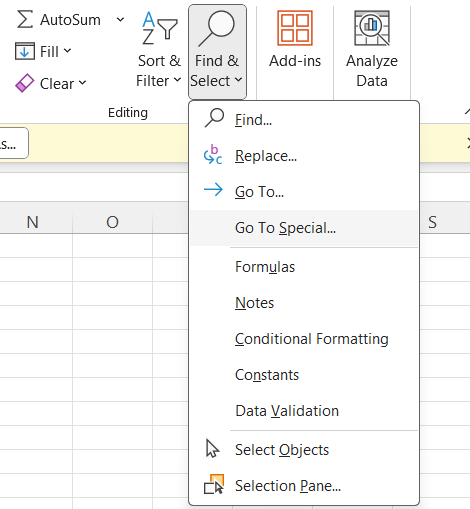 AutoSum
Fill
Clear
Sort &
Filter
Find &
Select
Add-ins
Analyze
Data
Editing
s...
N O S
Find...
Replace...
Go To...
Go To Special...
Formulas
Notes
Conditional Formatting
Constants
Data Validation
Select Objects
Selection Pane...